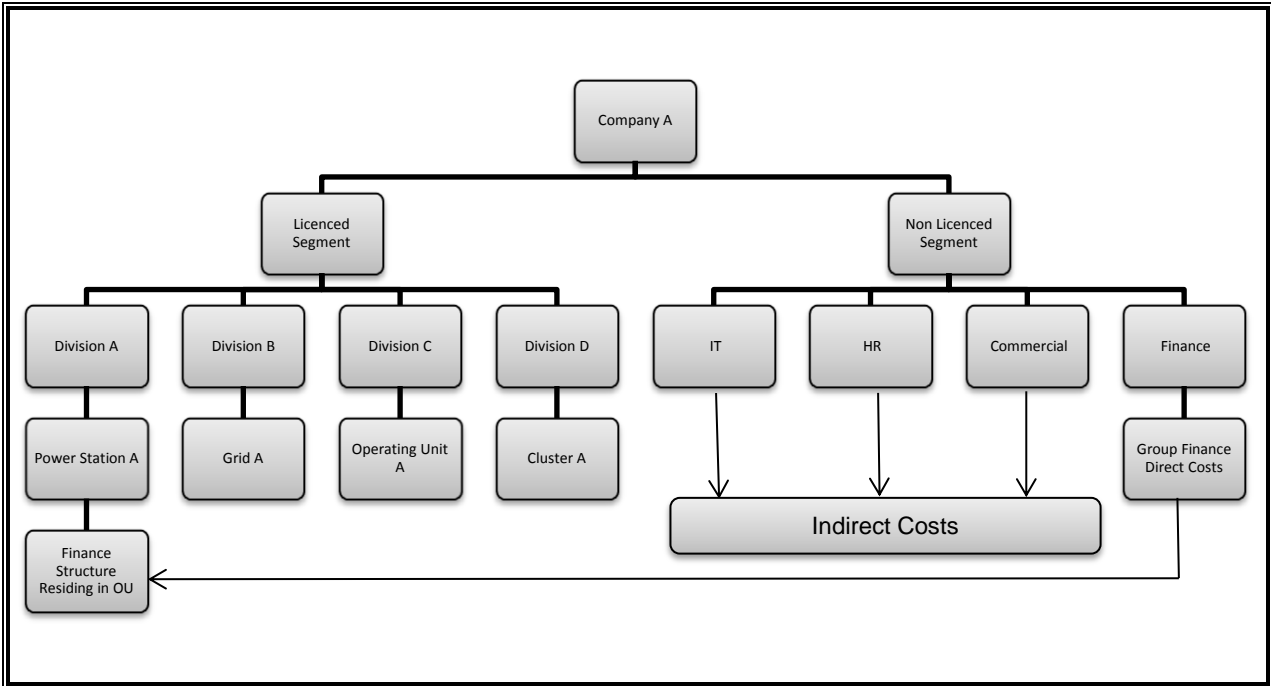 Company A
Licenced
Segment
Non Licenced
Segment
Division A
Division B
Division C
Division D
IT
HR
Commercial
Finance
Power Station A
Grid A
Operating Unit
A
Cluster A
Group Finance
Direct Costs
Indirect Costs
Finance
Structure
Residing in OU